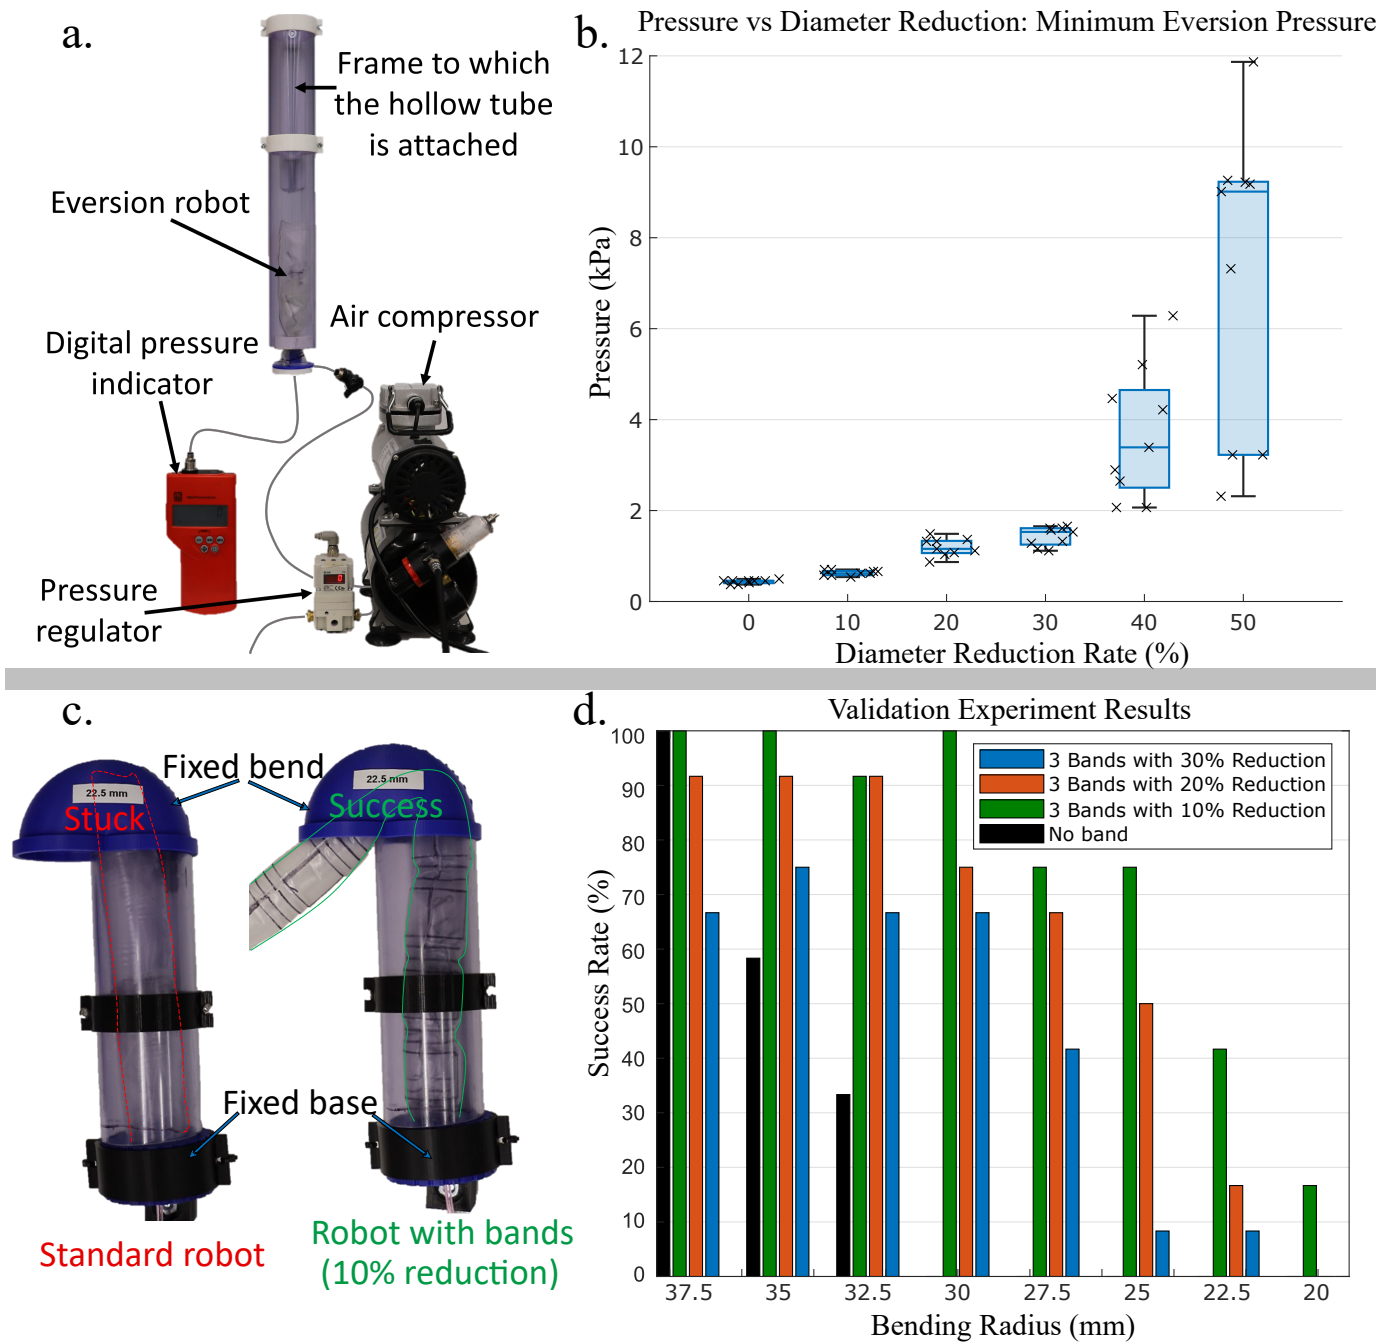 a.
Frame to which
the hollow tube
is attached
Eversion robot
Air compressor
Digital pressure
indicator
Pressure
regulator
b.
Pressure vs Diameter Reduction: Minimum Eversion Pressure
Pressure (kPa)
12
10
8
6
4
2
0
0 10 20 30 40 50
Diameter Reduction Rate (%)
c.
Fixed bend
22.5 mm
22.5 mm
Stuck
Success
Fixed base
Standard robot
Robot with bands
(10% reduction)
d.
Validation Experiment Results
3 Bands with 30% Reduction
3 Bands with 20% Reduction
3 Bands with 10% Reduction
No band
Success Rate (%)
100
90
80
70
60
50
40
30
20
10
0
37.5 35 32.5 30 27.5 25 22.5 20
Bending Radius (mm)